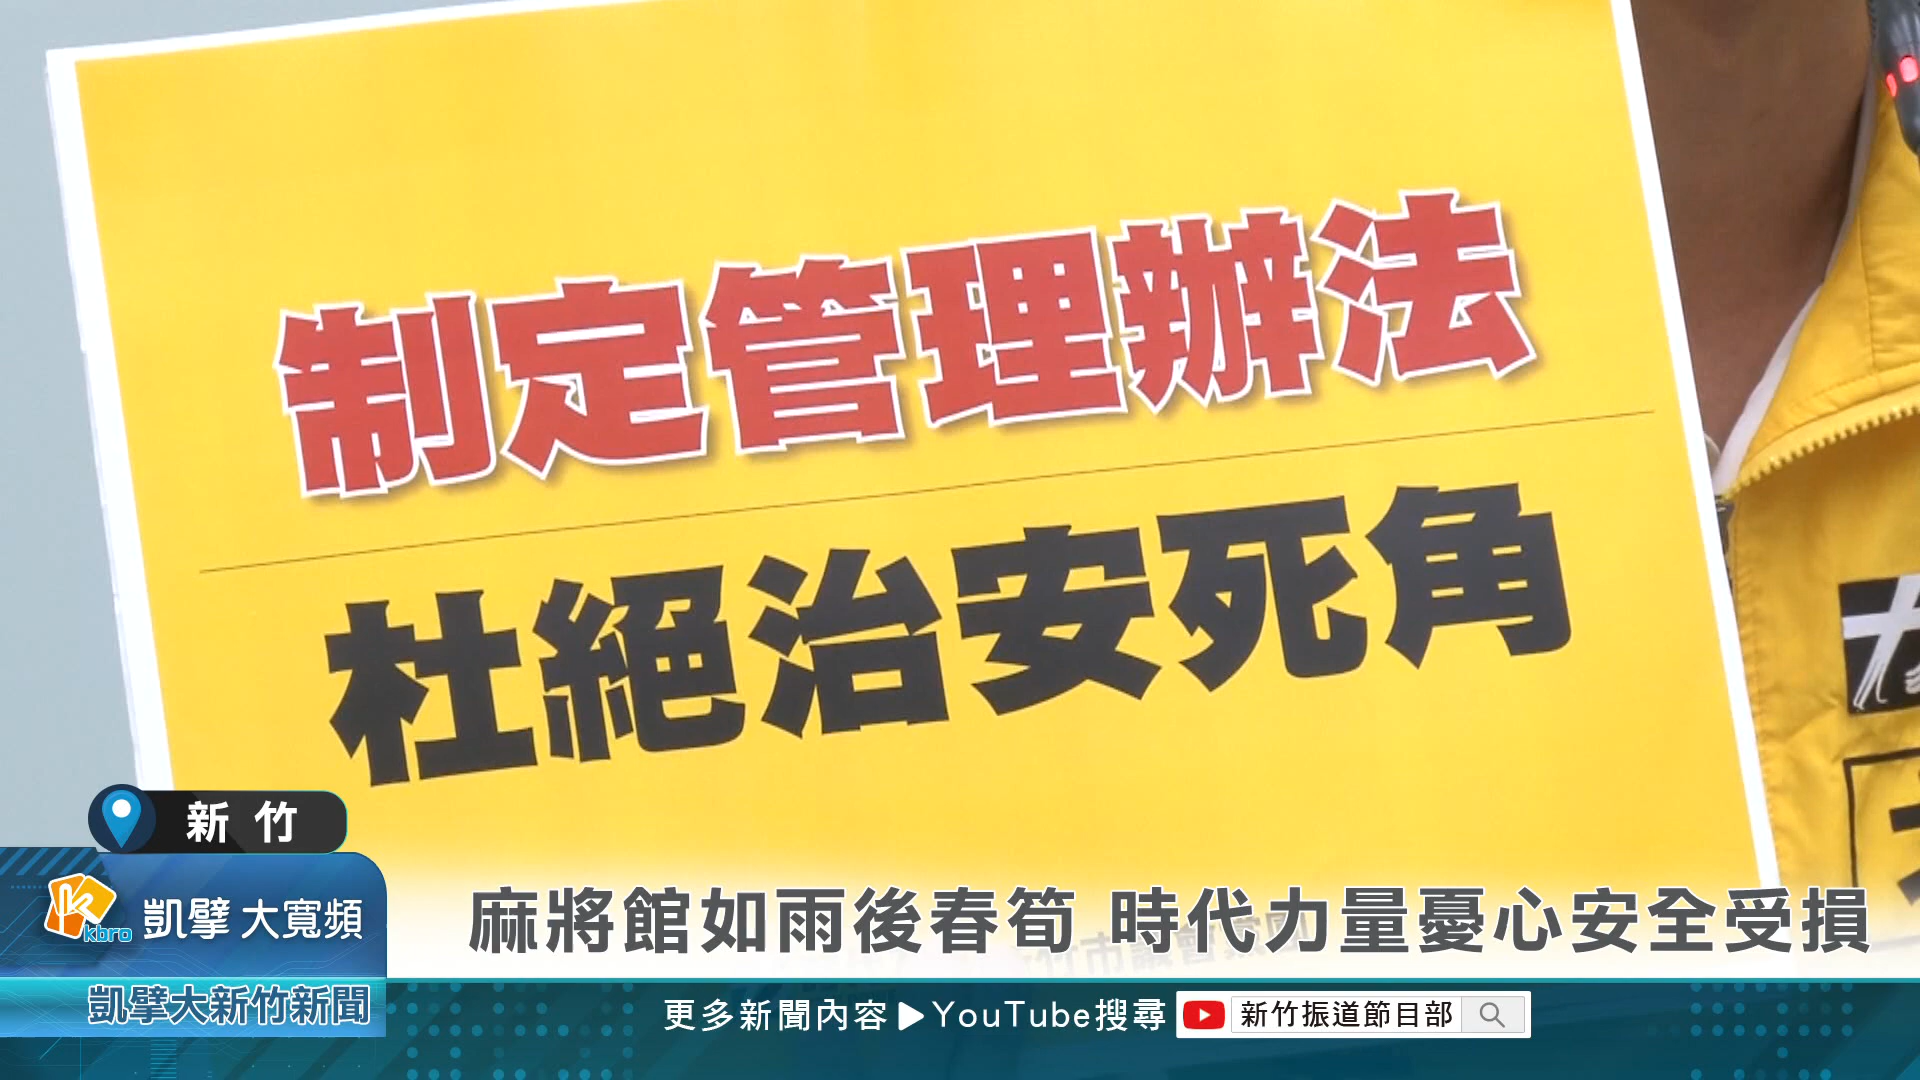 制定管理辦法
杜絕治安死角
新竹
kbro 凱擘 大寬頻
麻將館如雨後春筍 時代力量憂心安全受損
凱擘大新竹新聞
更多新聞內容▶YouTube搜尋 新竹振道節目部